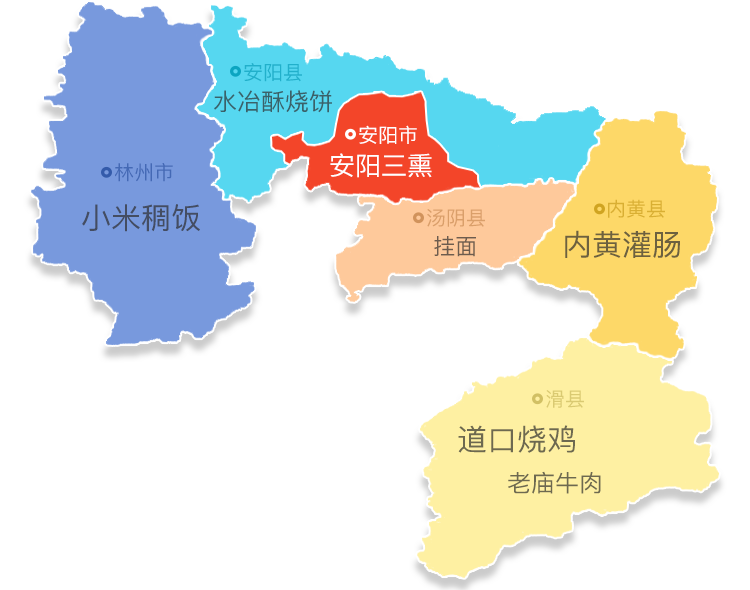 安阳县
水冶酥烧饼
安阳市
安阳三熏
林州市
小米稠饭
汤阴县
挂面
内黄县
内黄灌肠
滑县
道口烧鸡
老庙牛肉